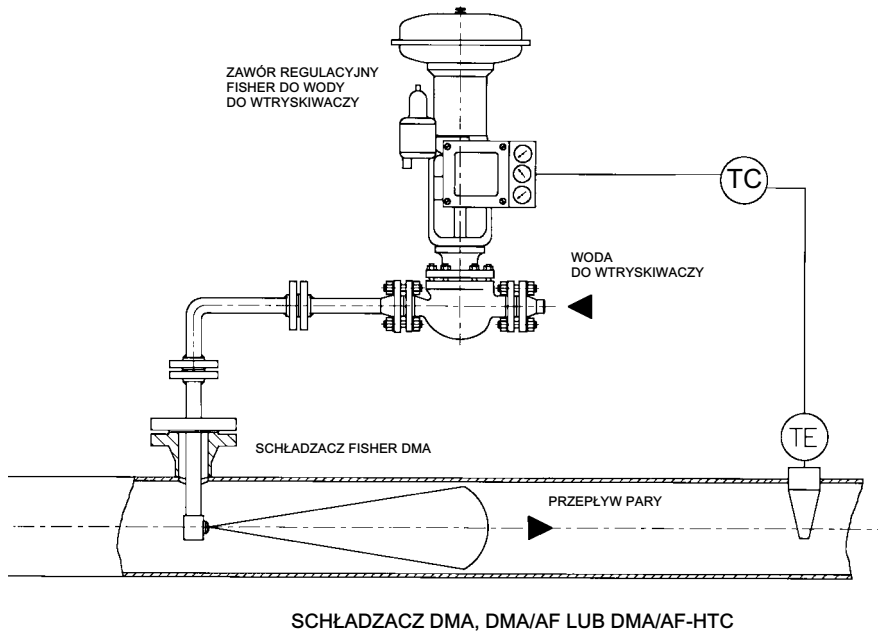 ZAWÓR REGULACYJNY
FISHER DO WODY
DO WTRYSKIWACZY
TC
WODA
DO WTRYSKIWACZY
TE
SCHŁADZACZ FISHER DMA
PRZEPŁYW PARY
SCHŁADZACZ DMA, DMA/AF LUB DMA/AF-HTC